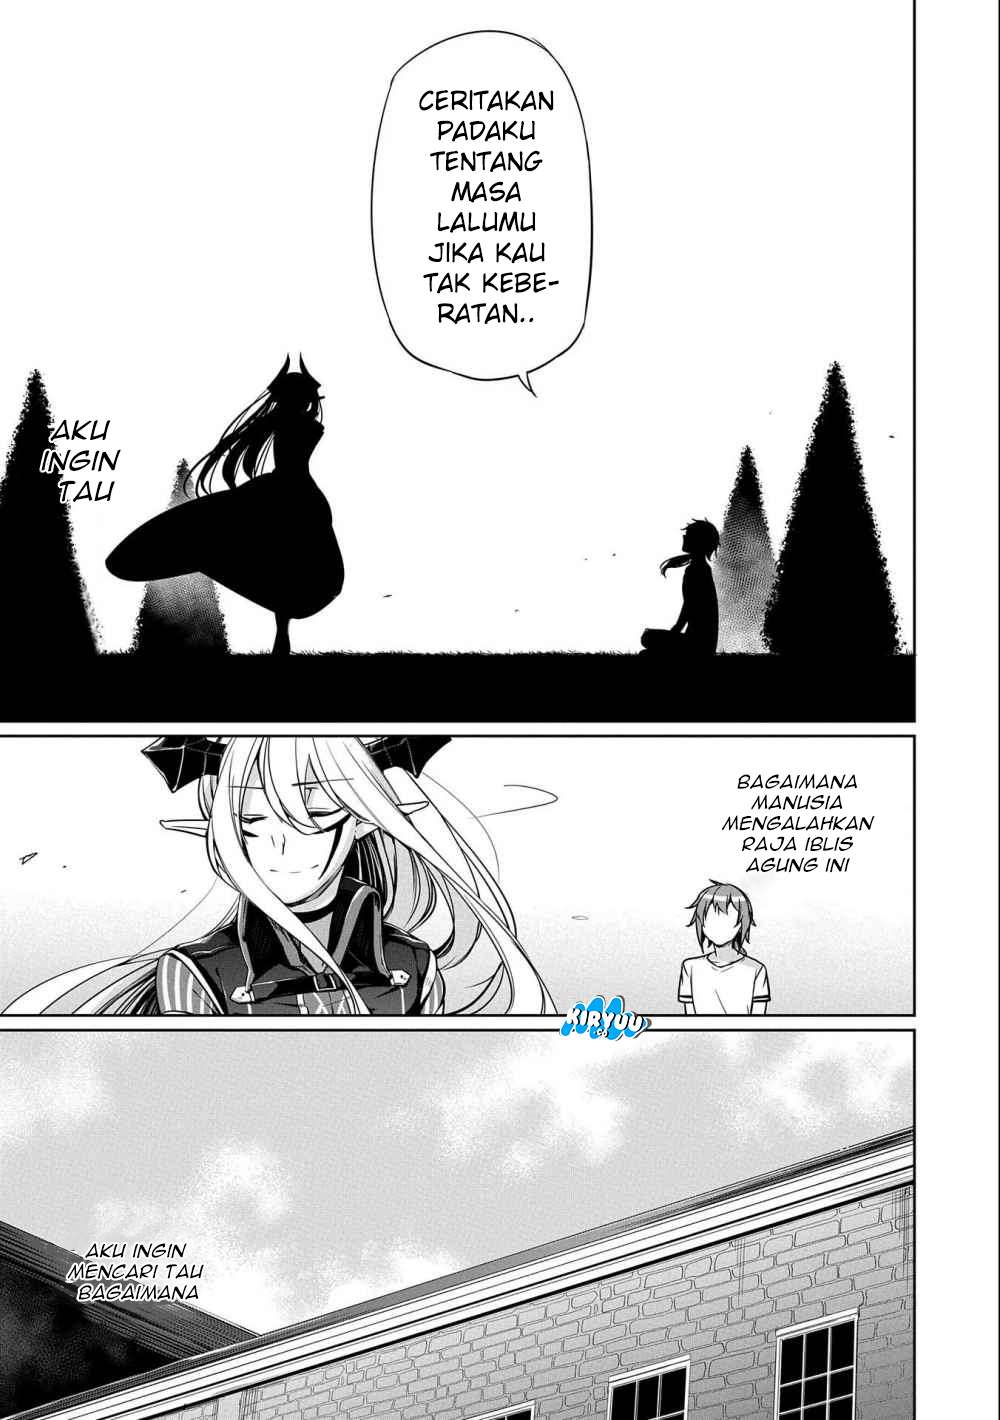 CERITAKAN
PADAKU
TENTANG
MASA
LALUMU
JIKA KAU
TAK KEBE-
RATAN..
AKU
INGIN
TAU
BAGAIMANA
MANUSIA
MENGALAHKAN
RAJA IBLIS
AGUNG INI
KIRYUU
.CO
AKU INGIN
MENCARI TAU
BAGAIMANA